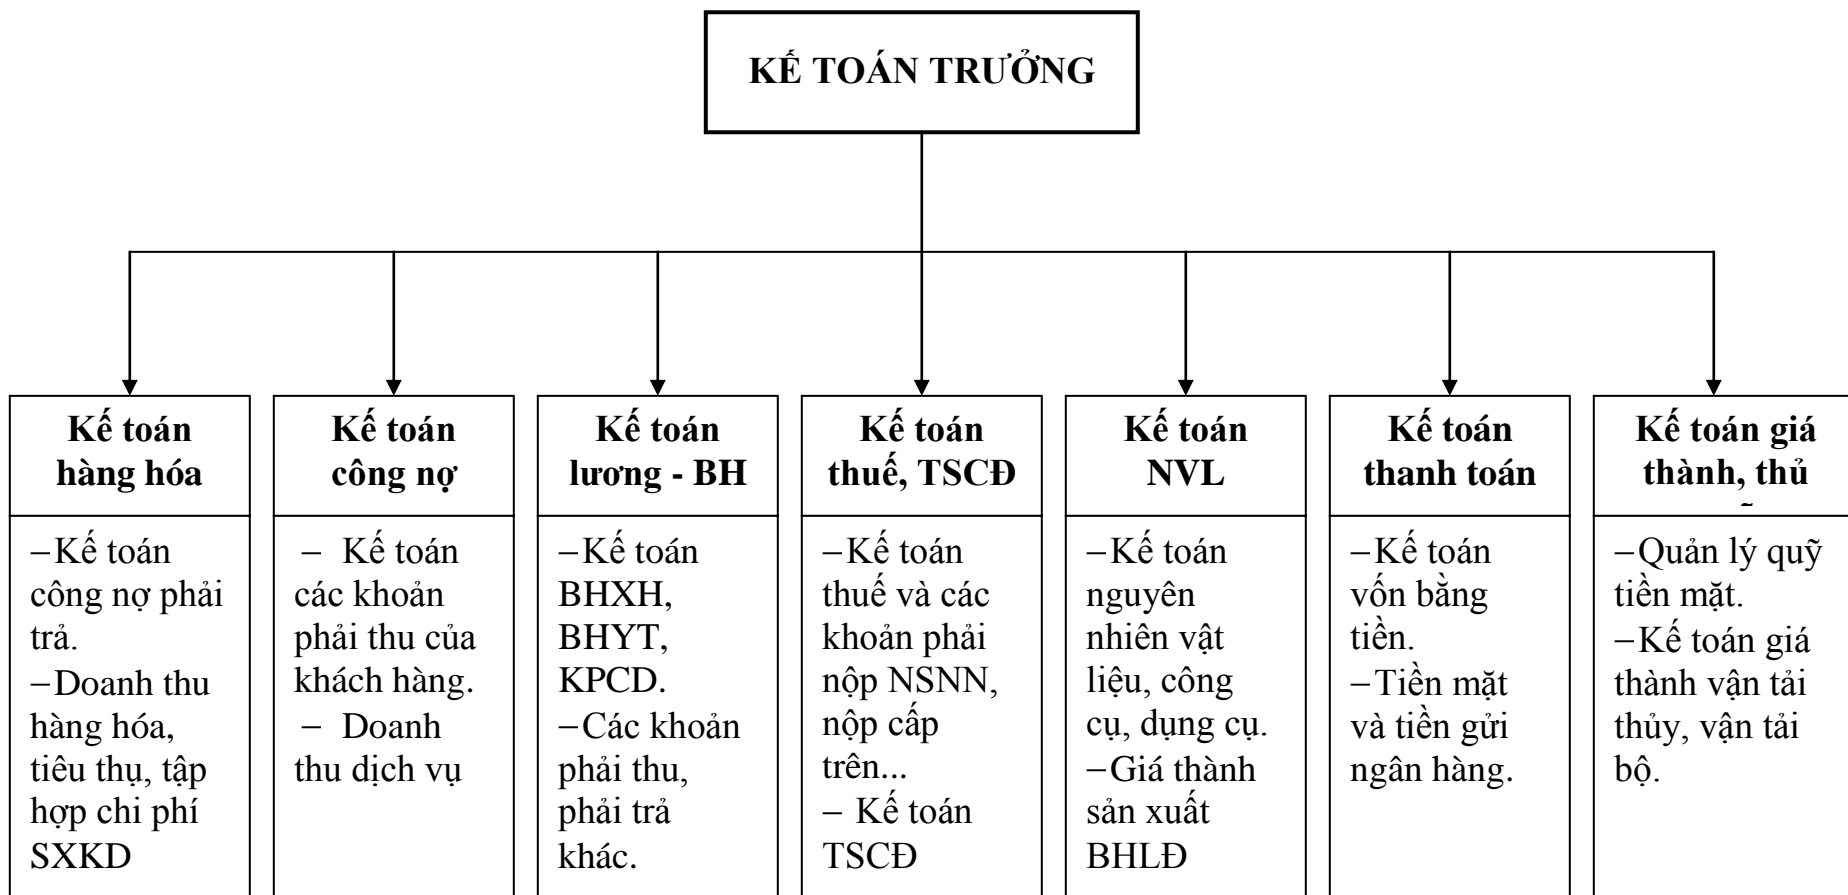 KẾ TOÁN TRƯỞNG
Kế toán
hàng hóa
–Kế toán
công nợ phải
trả.
–Doanh thu
hàng hóa,
tiêu thụ, tập
hợp chi phí
SXKD
Kế toán
công nợ
– Kế toán
các khoản
phải thu của
khách hàng.
– Doanh
thu dịch vụ
Kế toán
lương - BH
–Kế toán
BHXH,
BHYT,
KPCD.
–Các khoản
phải thu,
phải trả
khác.
Kế toán
thuế, TSCĐ
–Kế toán
thuế và các
khoản phải
nộp NSNN,
nộp cấp
trên...
– Kế toán
TSCĐ
Kế toán
NVL
–Kế toán
nguyên
nhiên vật
liệu, công
cụ, dụng cụ.
–Giá thành
sản xuất
BHLĐ
Kế toán
thanh toán
–Kế toán
vốn bằng
tiền.
–Tiền mặt
và tiền gửi
ngân hàng.
Kế toán giá
thành, thủ
–Quản lý quỹ
tiền mặt.
–Kế toán giá
thành vận tải
thủy, vận tải
bộ.